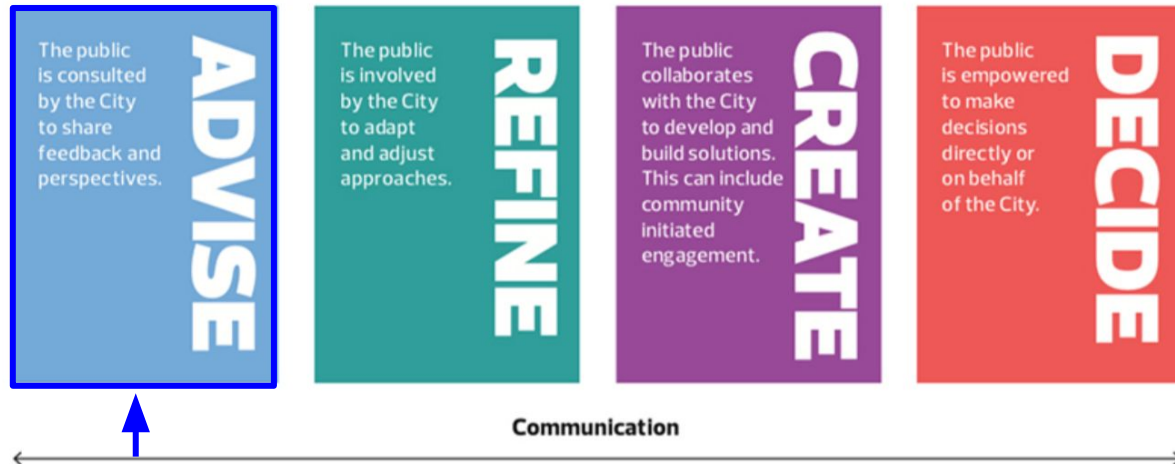 The public
is consulted
by the City
to share
feedback and
perspectives.
ADVISE
The public
is involved
by the City
to adapt
and adjust
approaches.
REFINE
The public
collaborates
with the City
to develop and
build solutions.
This can include
community
initiated
engagement.
CREATE
The public
is empowered
to make
decisions
directly or
on behalf
of the City.
DECIDE
Communication